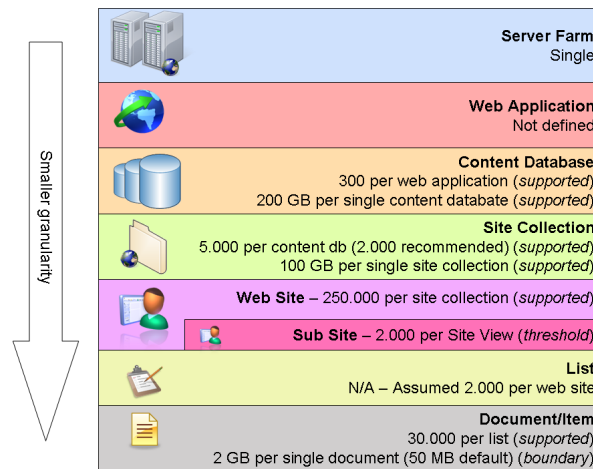 Smaller granularity
Server Farm
Single
Web Application
Not defined
Content Database
300 per web application (supported)
200 GB per single content databate (supported)
Site Collection
5.000 per content db (2.000 recommended) (supported)
100 GB per single site collection (supported)
Web Site – 250.000 per site collection (supported)
Sub Site – 2.000 per Site View (threshold)
List
N/A – Assumed 2.000 per web site
Document/Item
30.000 per list (supported)
2 GB per single document (50 MB default) (boundary)